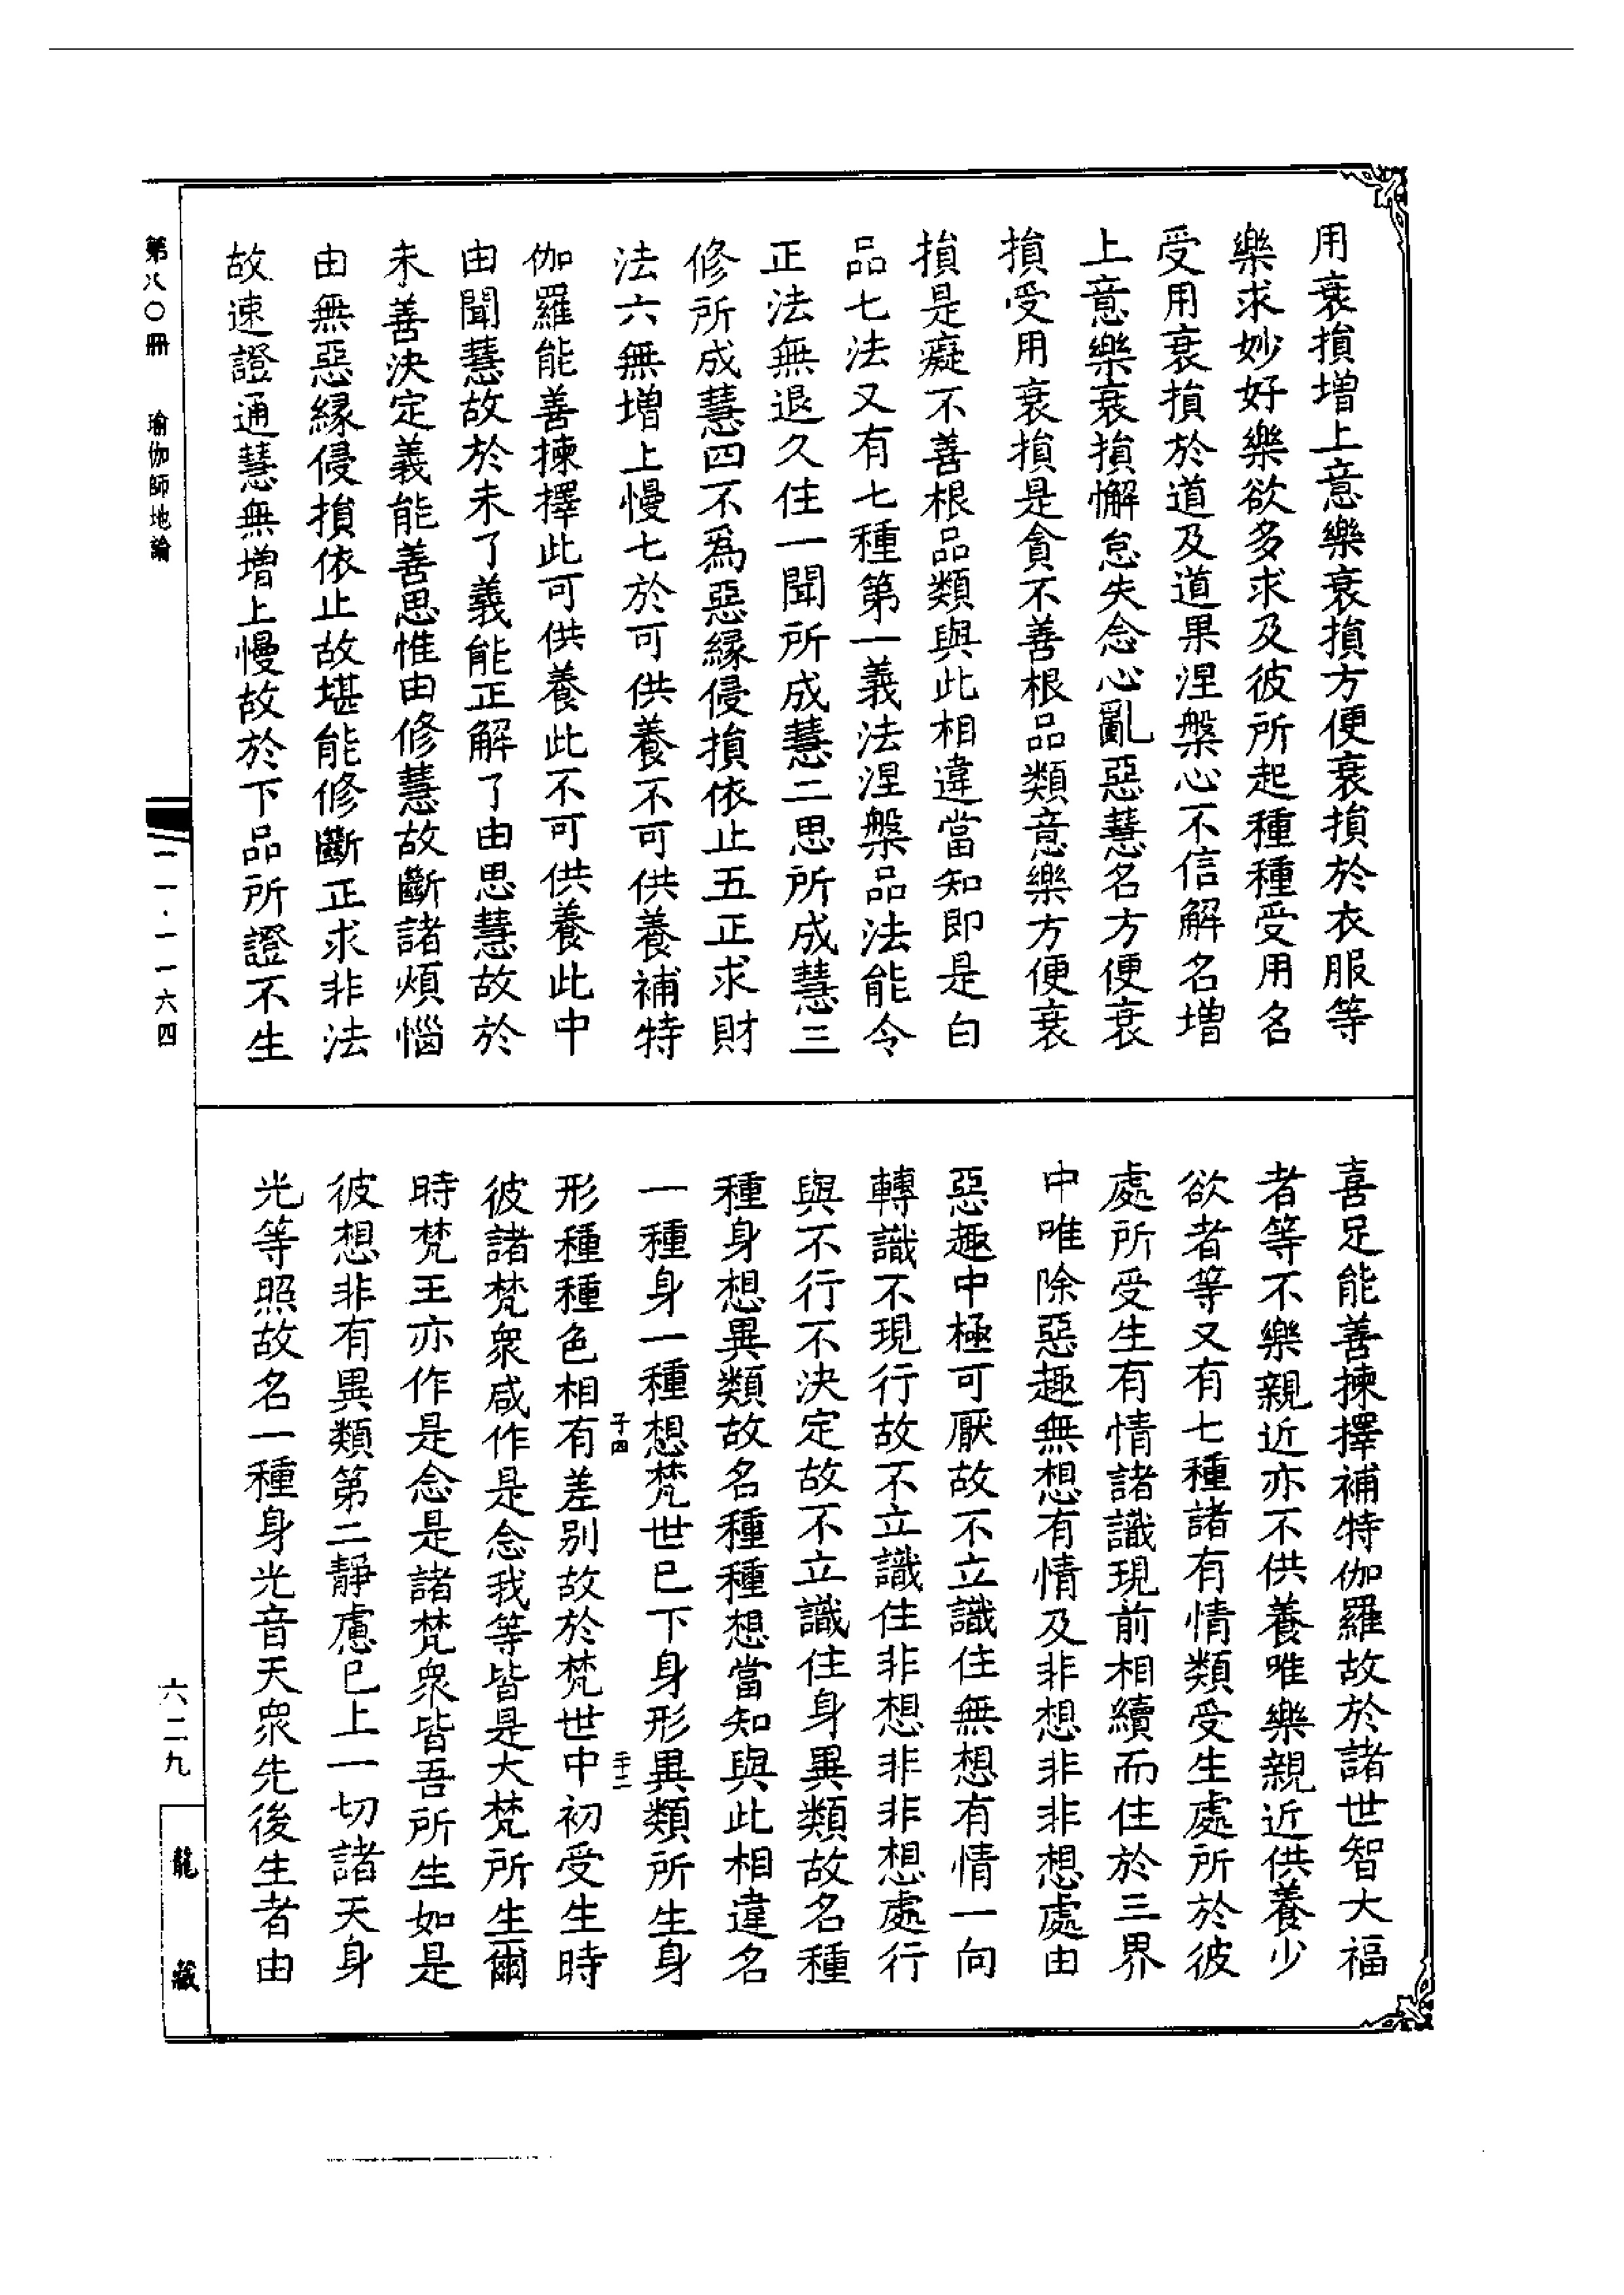 用衰損增上意樂衰損方便衰損於衣服等
樂求妙好樂欲多求及彼所起種種受用名
受用衰損於道及道果涅槃心不信解名增
上意樂衰損懈怠失念心亂惡慧名方便衰
損受用衰損是貪不善根品類意樂方便衰
損是癡不善根品類與此相違當知即是白
品七法又有七種第一義法涅槃品法能令
正法無退久住一聞所成慧二思所成慧三
修所成慧四不爲惡緣侵損依止五正求財
法六無增上慢七於可供養不可供養補特
伽羅能善揀擇此可供養此不可供養此中
由聞慧故於未了義能正解了由思慧故於
未善決定義能善思惟由修慧故斷諸煩惱
由無惡緣侵損依止故堪能修斷正求非法
故速證通慧無增上慢故於下品所證不生
喜足能善揀擇補特伽羅故於諸世智大福
者等不樂親近亦不供養唯樂親近供養少
欲者等又有七種諸有情類受生處所於彼
處所受生有情諸識現前相續而住於三界
中唯除惡趣無想有情及非想非非想處由
惡趣中極可厭故不立識住無想有情一向
轉識不現行故不立識住非想非非想處行
與不行不決定故不立識住身異類故名種
種身想異類故名種種想當知與此相違名
一種身一種想梵世已下身形異類所生身
子四
二十二
形種種色相有差别故於梵世中初受生時
彼諸梵衆咸作是念我等皆是大梵所生爾
時梵王亦作是念是諸梵衆皆吾所生如是
彼想非有異類第二靜慮已上一切諸天身
光等照故名一種身光音天衆先後生者由
第八〇冊 瑜伽師地論
一一·一一六四
六二九
龍藏